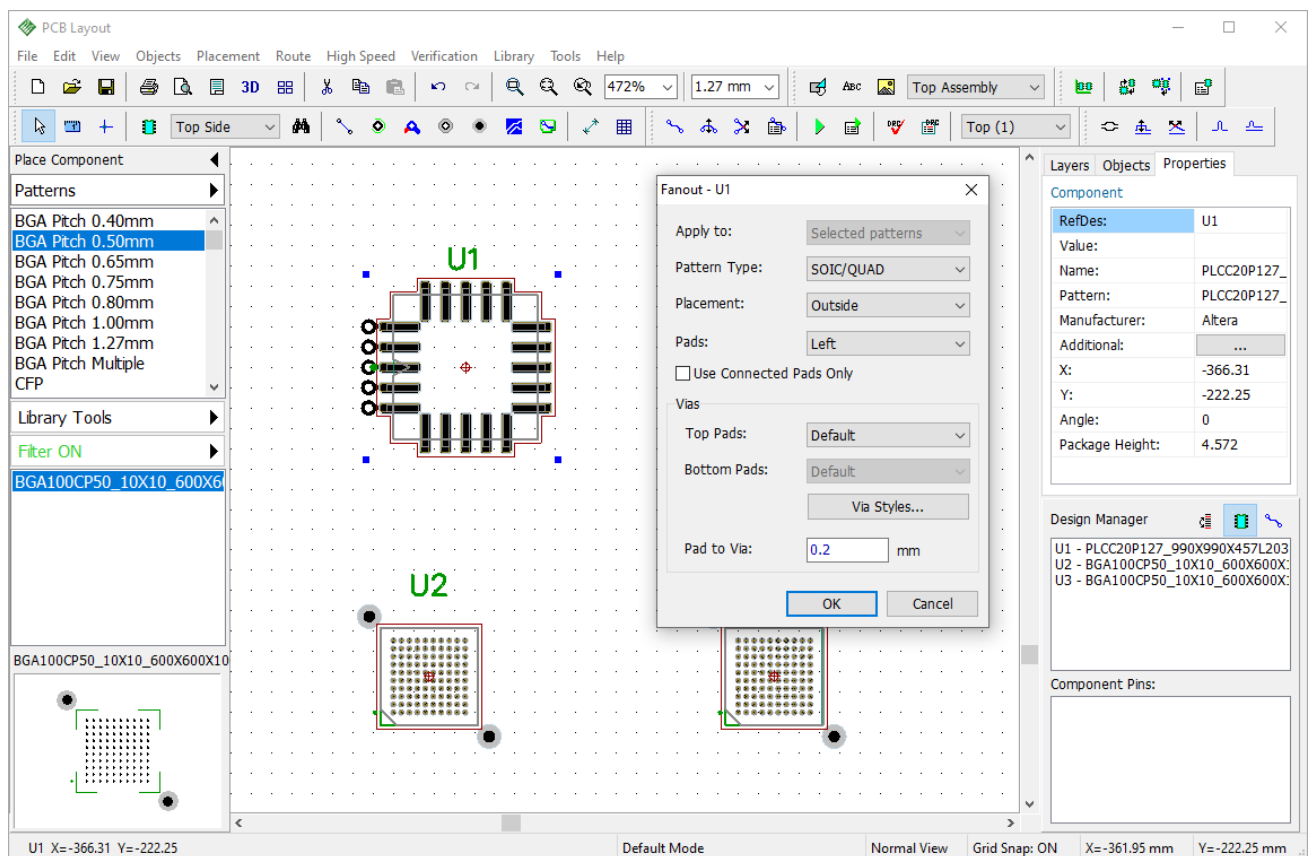 PCB Layout
File Edit View Objects Placement Route High Speed Verification Library Tools Help
3D 472% 1.27 mm ABC Top Assembly
Top Side DRC DRC Top (1)
Place Component
Patterns
BGA Pitch 0.40mm
BGA Pitch 0.50mm
BGA Pitch 0.65mm
BGA Pitch 0.75mm
BGA Pitch 0.80mm
BGA Pitch 1.00mm
BGA Pitch 1.27mm
BGA Pitch Multiple
CFP
Library Tools
Filter ON
BGA100CP50_10X10_600X6
BGA100CP50_10X10_600X600X10
U1
U2
Fanout - U1
Apply to: Selected patterns
Pattern Type: SOIC/QUAD
Placement: Outside
Pads: Left
Use Connected Pads Only
Vias
Top Pads: Default
Bottom Pads: Default
Via Styles...
Pad to Via: 0.2 mm
OK Cancel
Layers Objects Properties
Component
RefDes: U1
Value:
Name: PLCC20P127_
Pattern: PLCC20P127_
Manufacturer: Altera
Additional: ...
X: -366.31
Y: -222.25
Angle: 0
Package Height: 4.572
Design Manager
U1 - PLCC20P127_990X990X457L203
U2 - BGA100CP50_10X10_600X600X
U3 - BGA100CP50_10X10_600X600X
Component Pins:
U1 X=-366.31 Y=-222.25 Default Mode Normal View Grid Snap: ON X=-361.95 mm Y=-222.25 mm